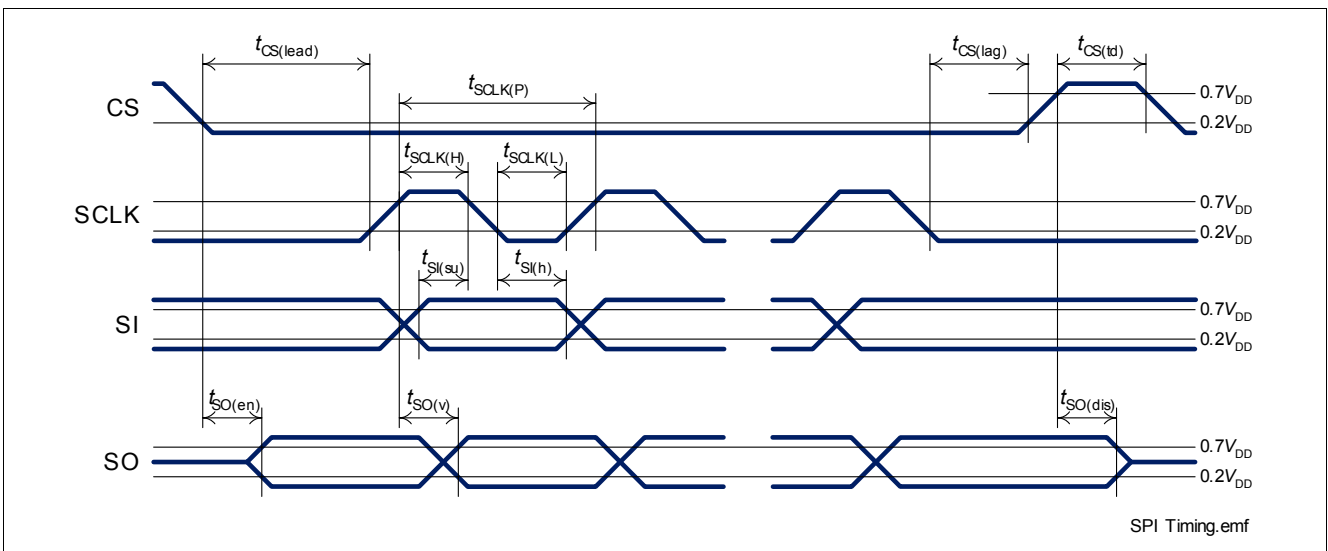 tCS(lead)
tCS(lag)
tCS(td)
tSCLK(P)
CS
0.7VDD
0.2VDD
tSCLK(H)
tSCLK(L)
SCLK
0.7VDD
0.2VDD
tSI(su)
tSI(h)
SI
0.7VDD
0.2VDD
tSO(en)
tSO(v)
tSO(dis)
SO
0.7VDD
0.2VDD
SPI Timing.emf